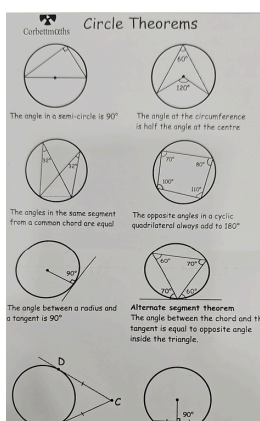 Corbettmaths
Circle Theorems
60°
120°
The angle in a semi-circle is 90°
The angle at the circumference
is half the angle at the centre
32°
32°
70°
80°
100°
110°
The angles in the same segment
from a common chord are equal
The opposite angles in a cyclic
quadrilateral always add to 180°
90°
60°
70°
70°
60°
The angle between a radius and
a tangent is 90°
Alternate segment theorem
The angle between the chord and th
tangent is equal to opposite angle
inside the triangle.
D
C
90°